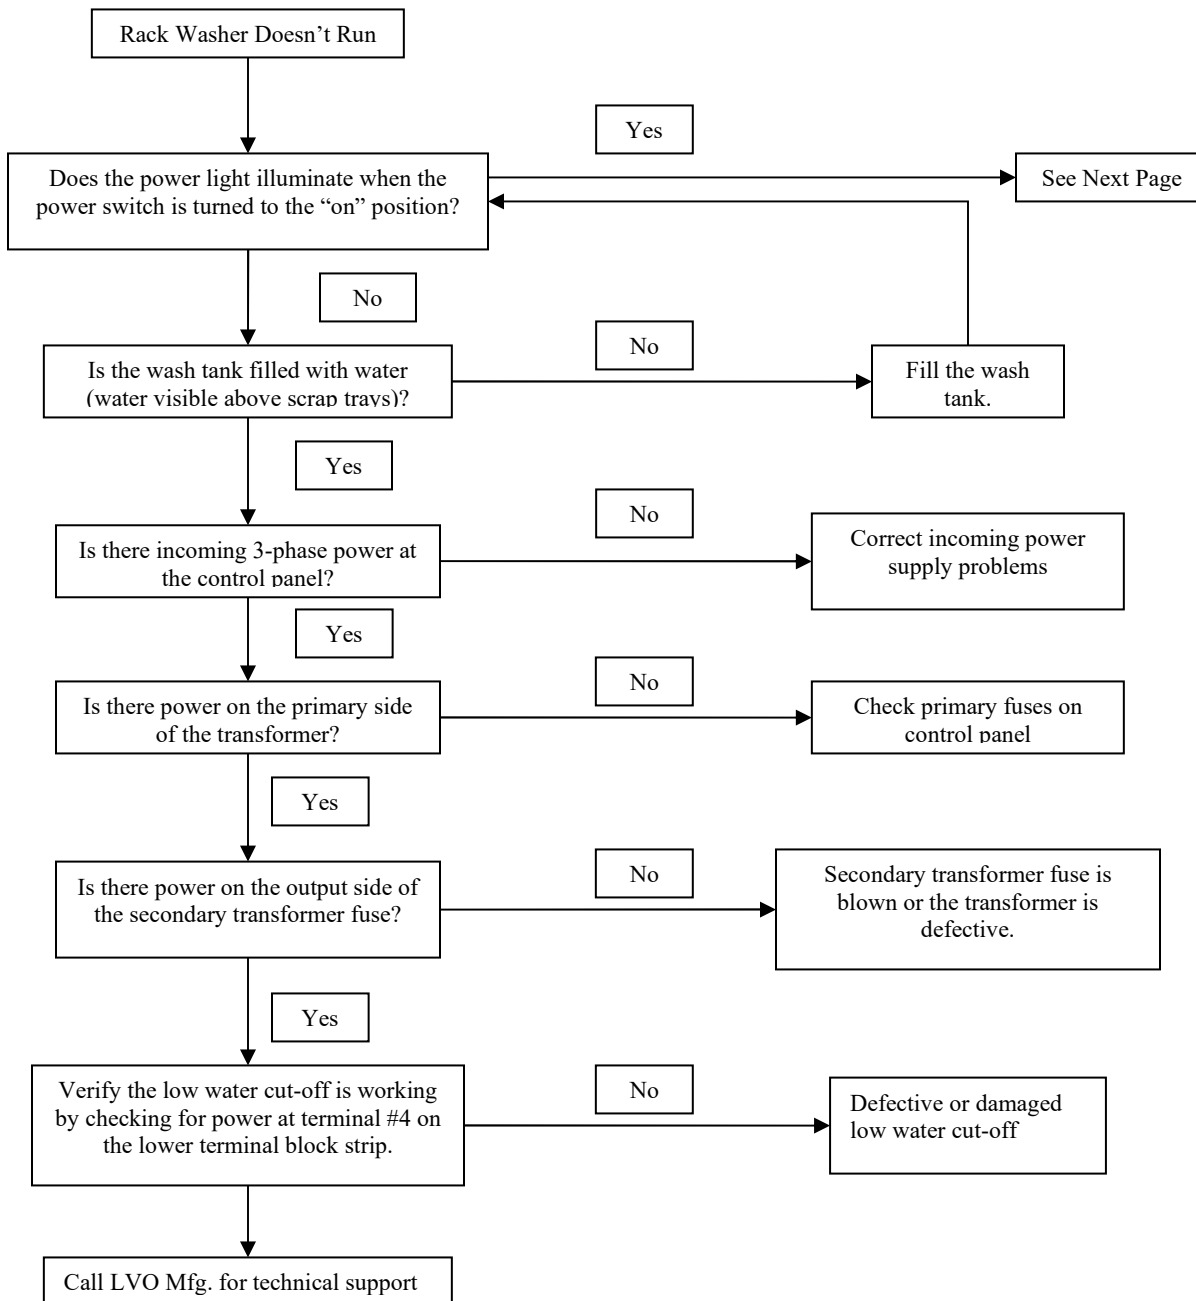 Rack Washer Doesn’t Run
Yes
Does the power light illuminate when the
power switch is turned to the “on” position?
See Next Page
No
Is the wash tank filled with water
(water visible above scrap trays)?
No
Fill the wash
tank.
Yes
Is there incoming 3-phase power at
the control panel?
No
Correct incoming power
supply problems
Yes
Is there power on the primary side
of the transformer?
No
Check primary fuses on
control panel
Yes
Is there power on the output side of
the secondary transformer fuse?
No
Secondary transformer fuse is
blown or the transformer is
defective.
Yes
Verify the low water cut-off is working
by checking for power at terminal #4 on
the lower terminal block strip.
No
Defective or damaged
low water cut-off
Call LVO Mfg. for technical support